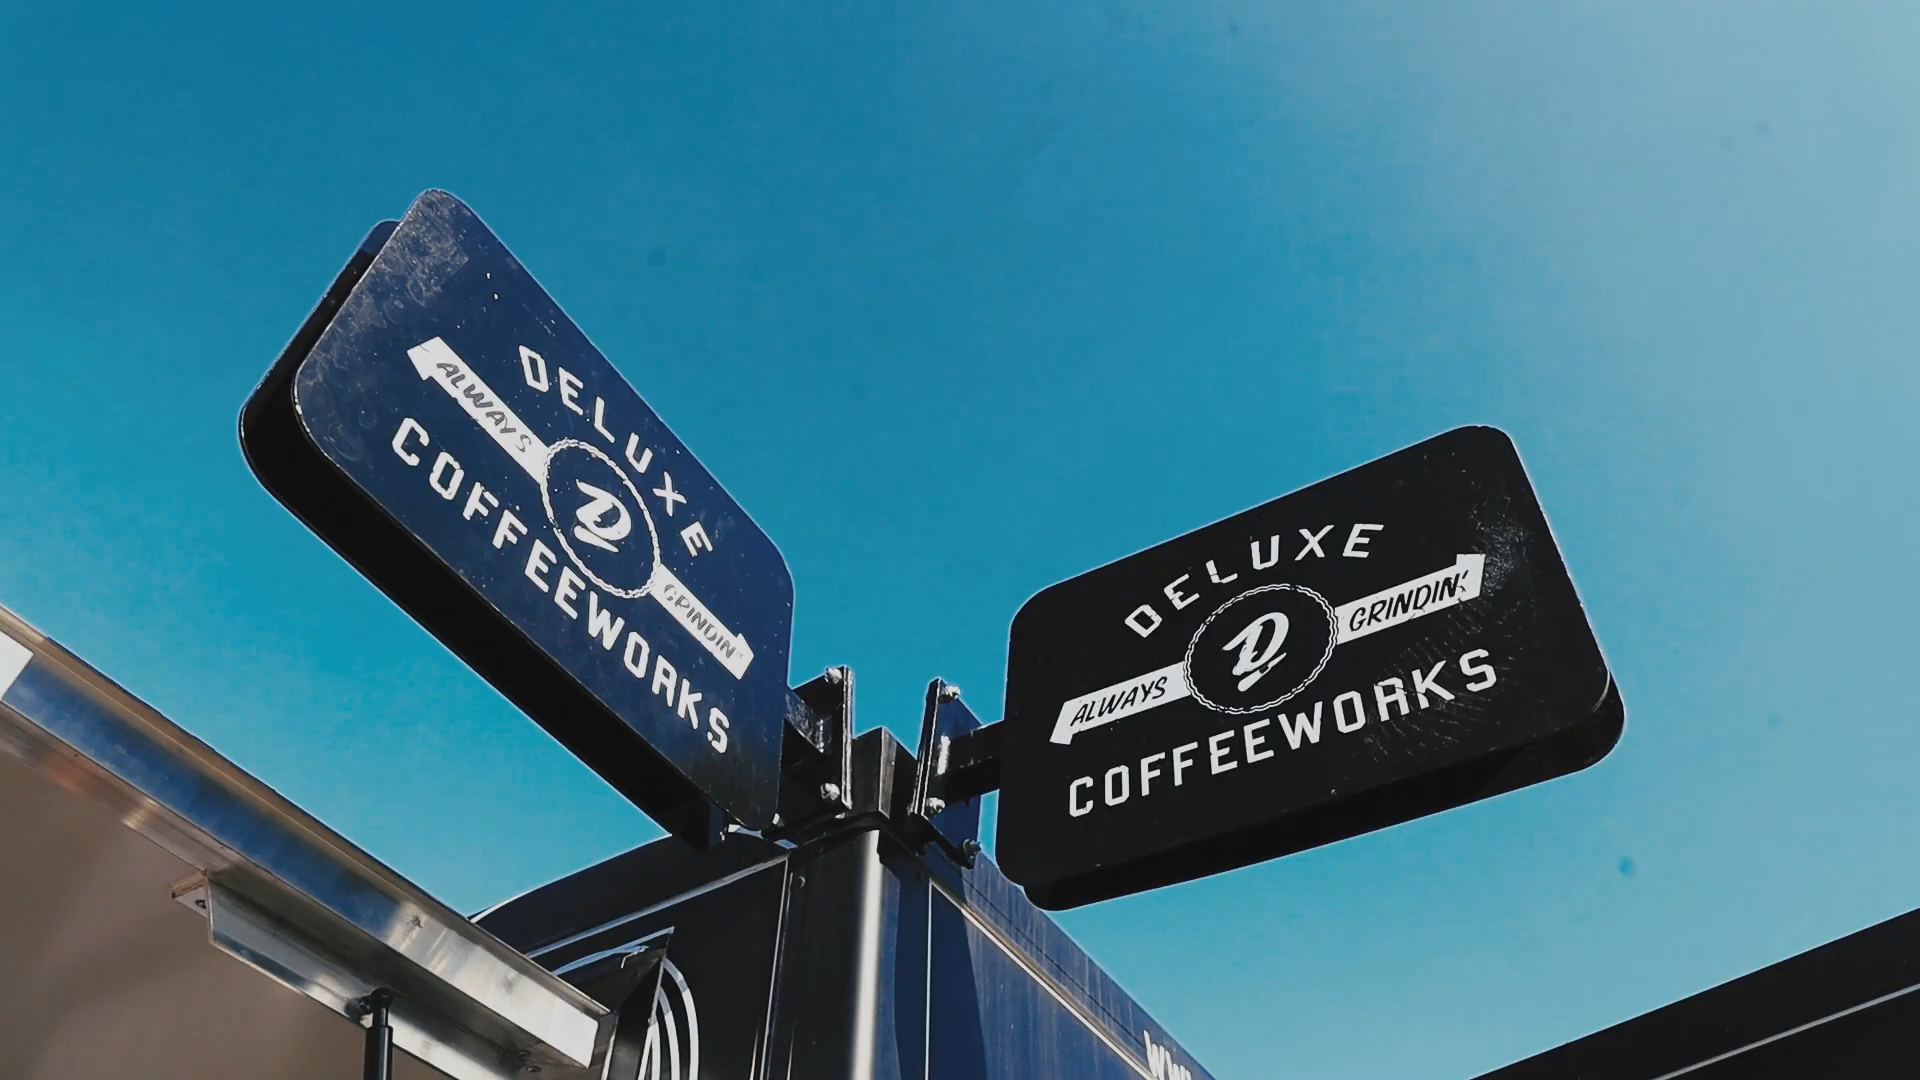 DELUXE
ALWAYS D GRINDIN'
COFFEEWORKS
DELUXE
ALWAYS D GRINDIN'
COFFEEWORKS